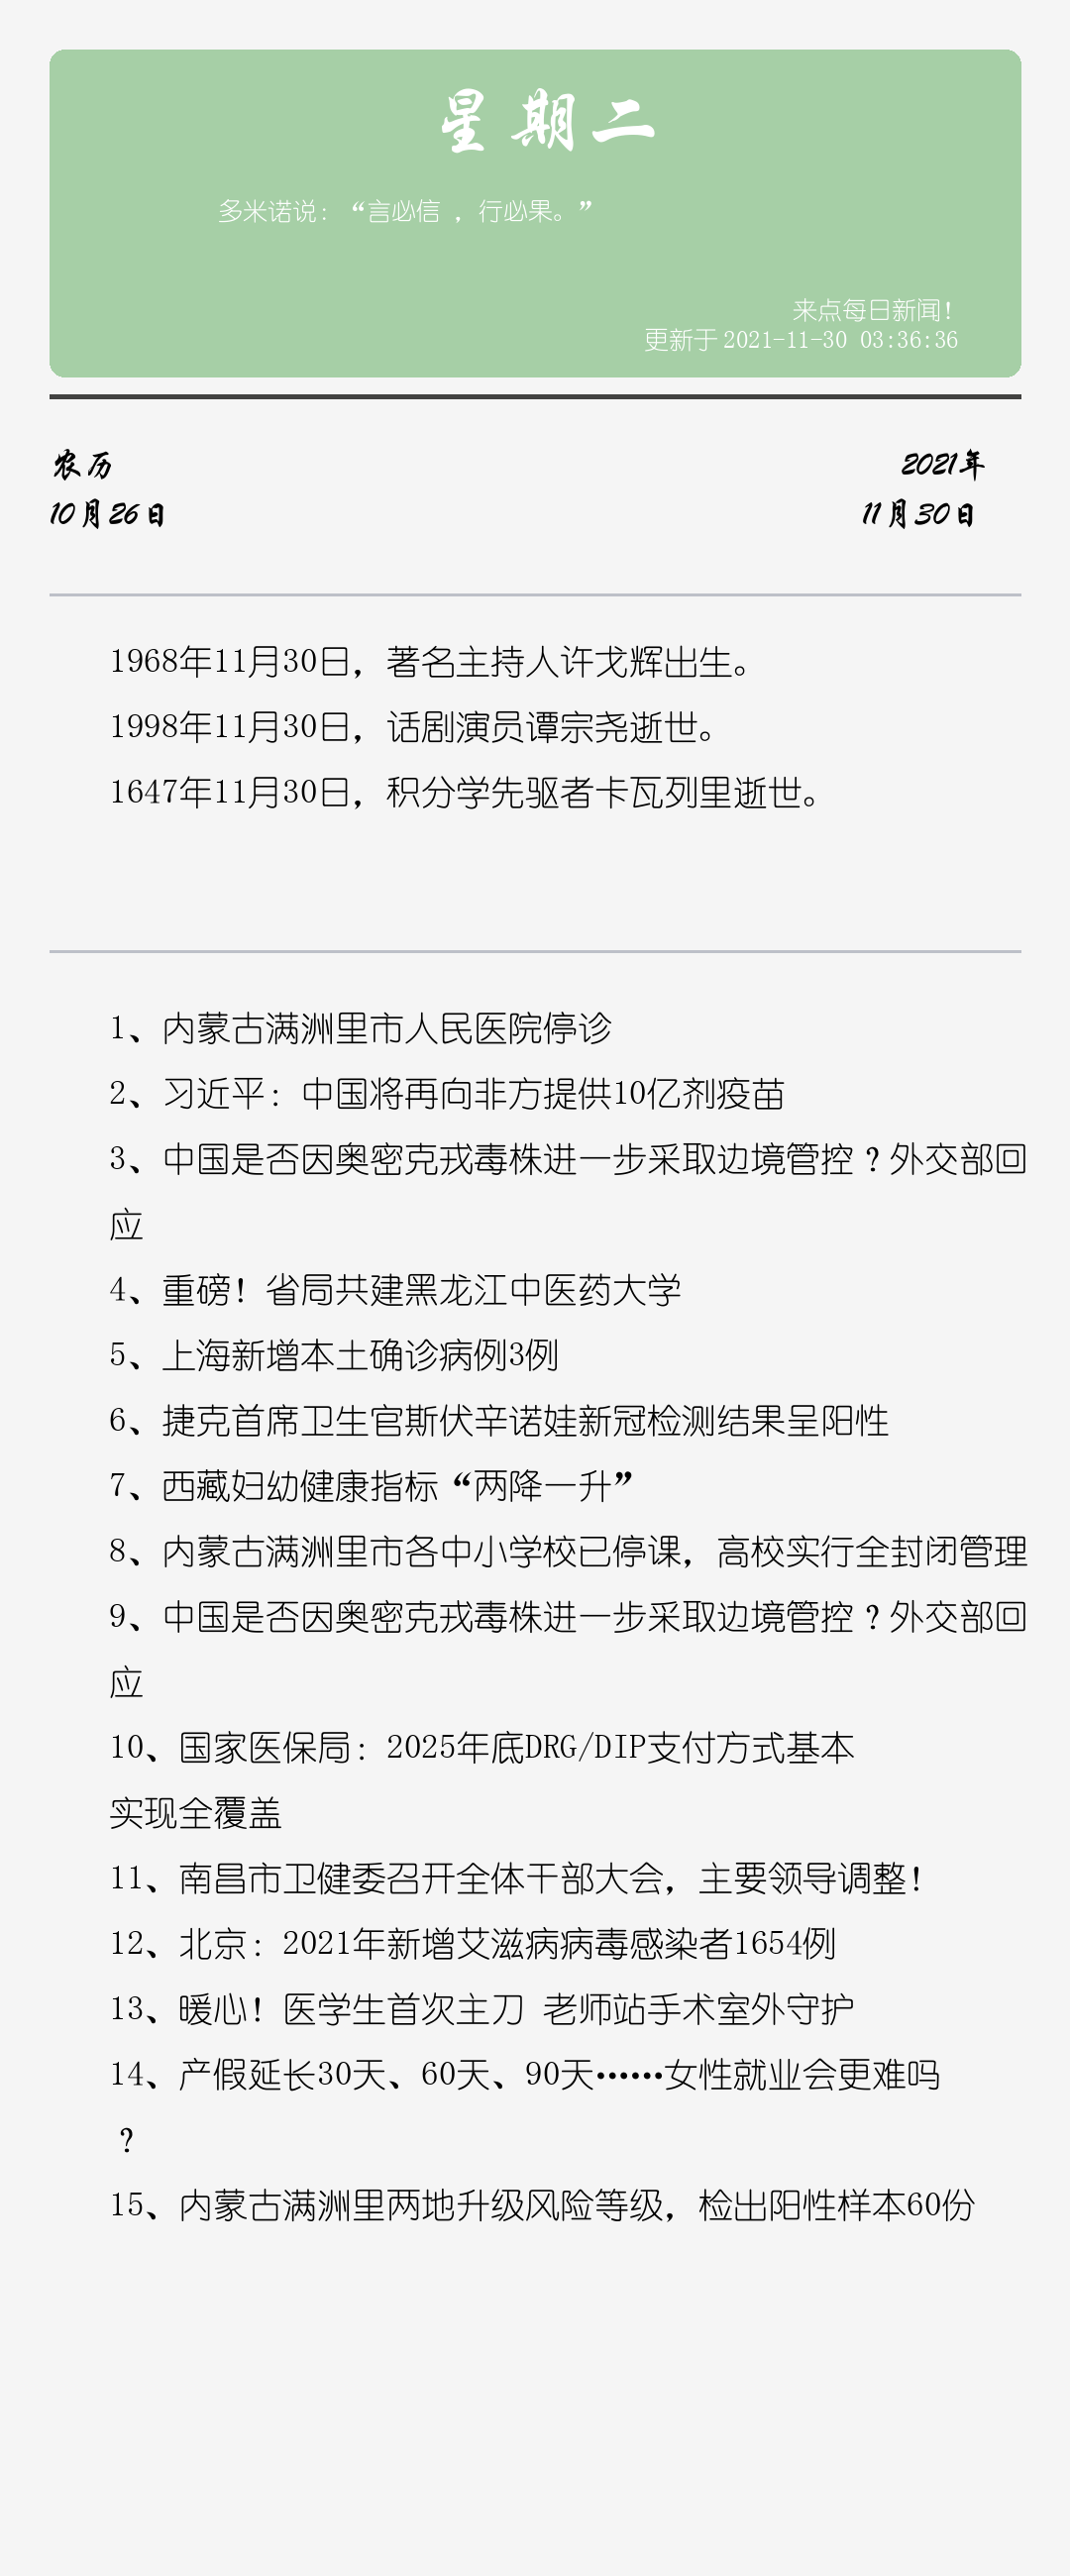 星期二
多米诺说：“言必信 ，行必果。”
来点每日新闻！
更新于 2021-11-30 03:36:36
农历
2021年
10月26日
11月30日
1968年11月30日，著名主持人许戈辉出生。
1998年11月30日，话剧演员谭宗尧逝世。
1647年11月30日，积分学先驱者卡瓦列里逝世。
1、内蒙古满洲里市人民医院停诊
2、习近平：中国将再向非方提供10亿剂疫苗
3、中国是否因奥密克戎毒株进一步采取边境管控？外交部回
应
4、重磅！省局共建黑龙江中医药大学
5、上海新增本土确诊病例3例
6、捷克首席卫生官斯伏辛诺娃新冠检测结果呈阳性
7、西藏妇幼健康指标“两降一升”
8、内蒙古满洲里市各中小学校已停课，高校实行全封闭管理
9、中国是否因奥密克戎毒株进一步采取边境管控？外交部回
应
10、国家医保局：2025年底DRG/DIP支付方式基本
实现全覆盖
11、南昌市卫健委召开全体干部大会，主要领导调整！
12、北京：2021年新增艾滋病病毒感染者1654例
13、暖心！医学生首次主刀 老师站手术室外守护
14、产假延长30天、60天、90天……女性就业会更难吗
？
15、内蒙古满洲里两地升级风险等级，检出阳性样本60份